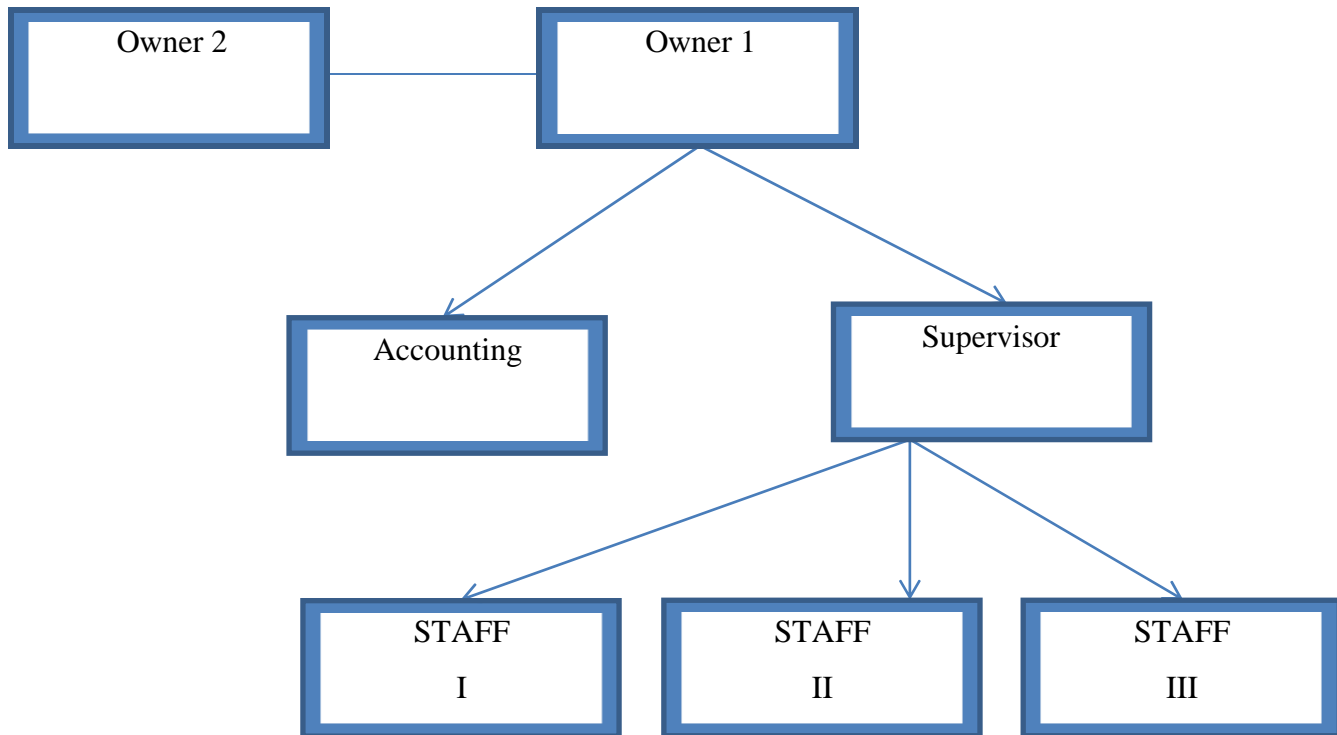 Owner 2
Owner 1
Accounting
Supervisor
STAFF
I
STAFF
II
STAFF
III